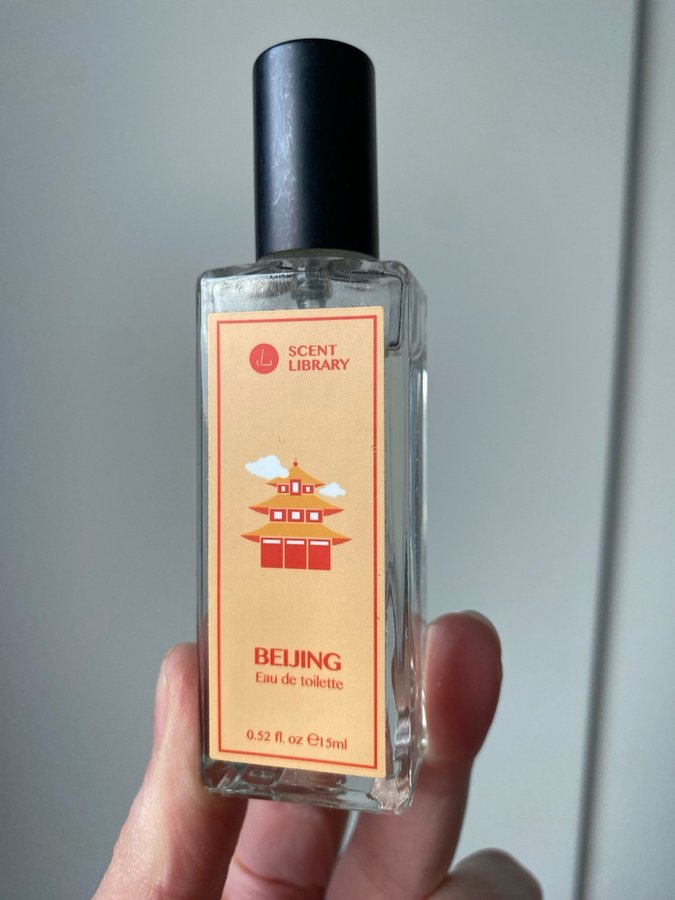 SCENT
LIBRARY
BEIJING
Eau de toilette
0.52 fl. oz ℮15ml